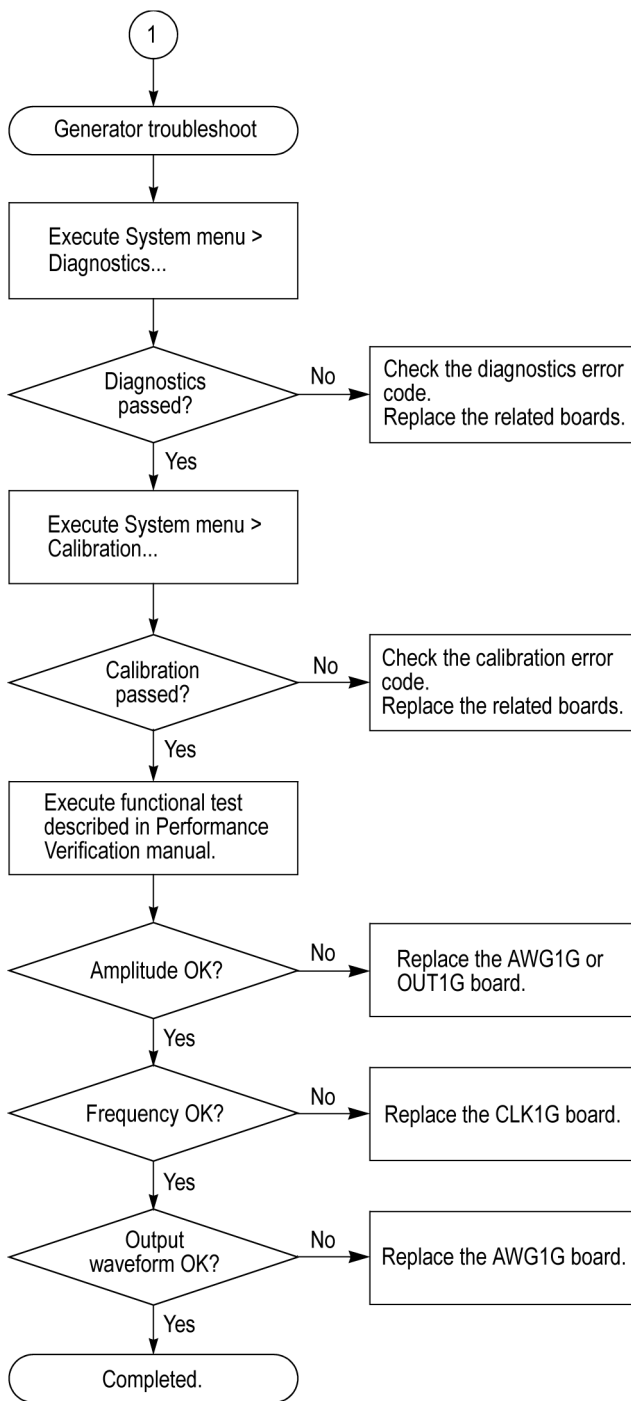 1
Generator troubleshoot
Execute System menu >
Diagnostics...
Diagnostics
passed?
No
Check the diagnostics error
code.
Replace the related boards.
Yes
Execute System menu >
Calibration...
Calibration
passed?
No
Check the calibration error
code.
Replace the related boards.
Yes
Execute functional test
described in Performance
Verification manual.
Amplitude OK?
No
Replace the AWG1G or
OUT1G board.
Yes
Frequency OK?
No
Replace the CLK1G board.
Yes
Output
waveform OK?
No
Replace the AWG1G board.
Yes
Completed.